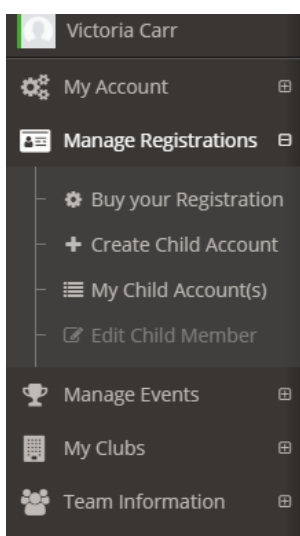 Victoria Carr
My Account
Manage Registrations
Buy your Registration
Create Child Account
My Child Account(s)
Edit Child Member
Manage Events
My Clubs
Team Information